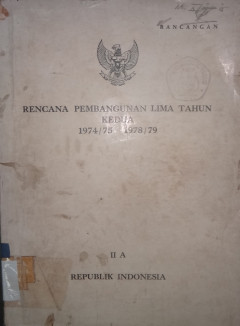 RANCANGAN
RENCANA PEMBANGUNAN LIMA TAHUN
KEDUA
1974/75 1978/79
II A
REPUBLIK INDONESIA